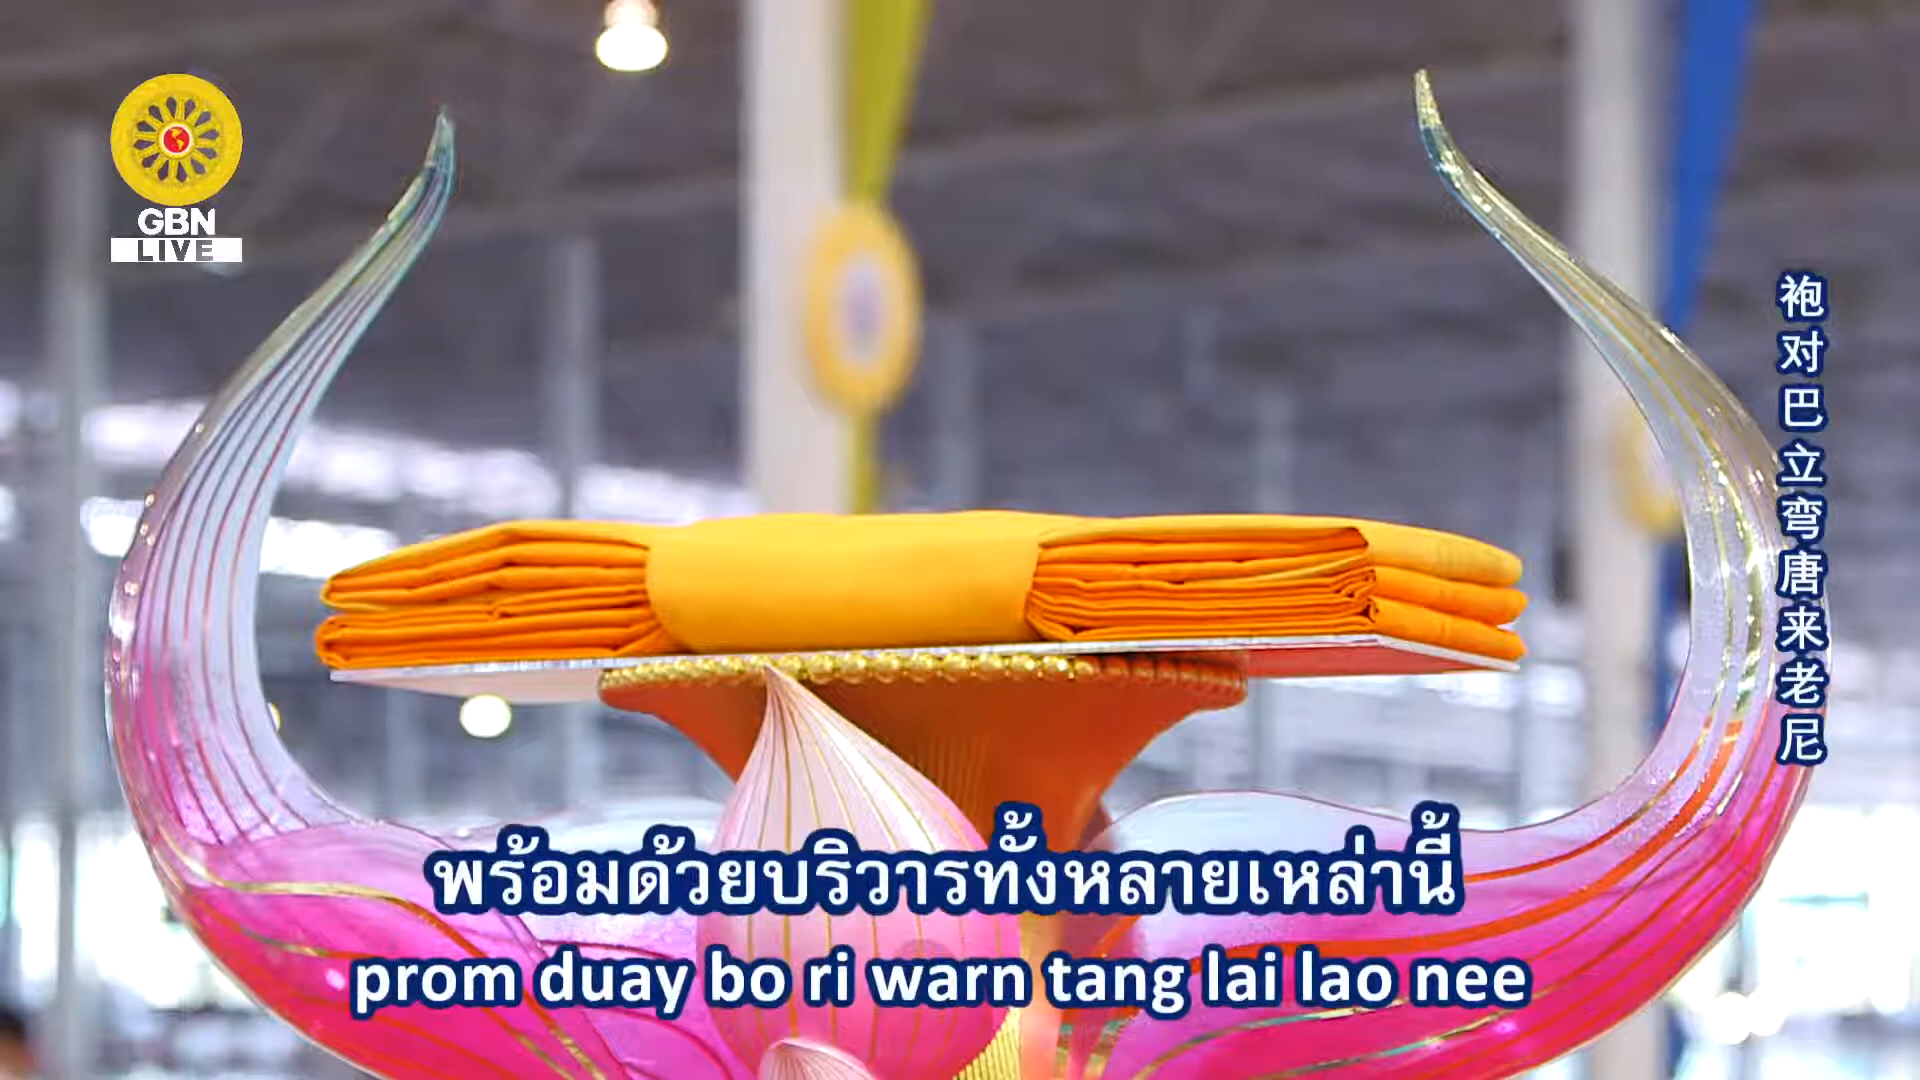 GBN
LIVE
袍对巴立弯唐来老尼
พร้อมด้วยบริวารทั้งหลายเหล่านี้
prom duay bo ri warn tang lai lao nee